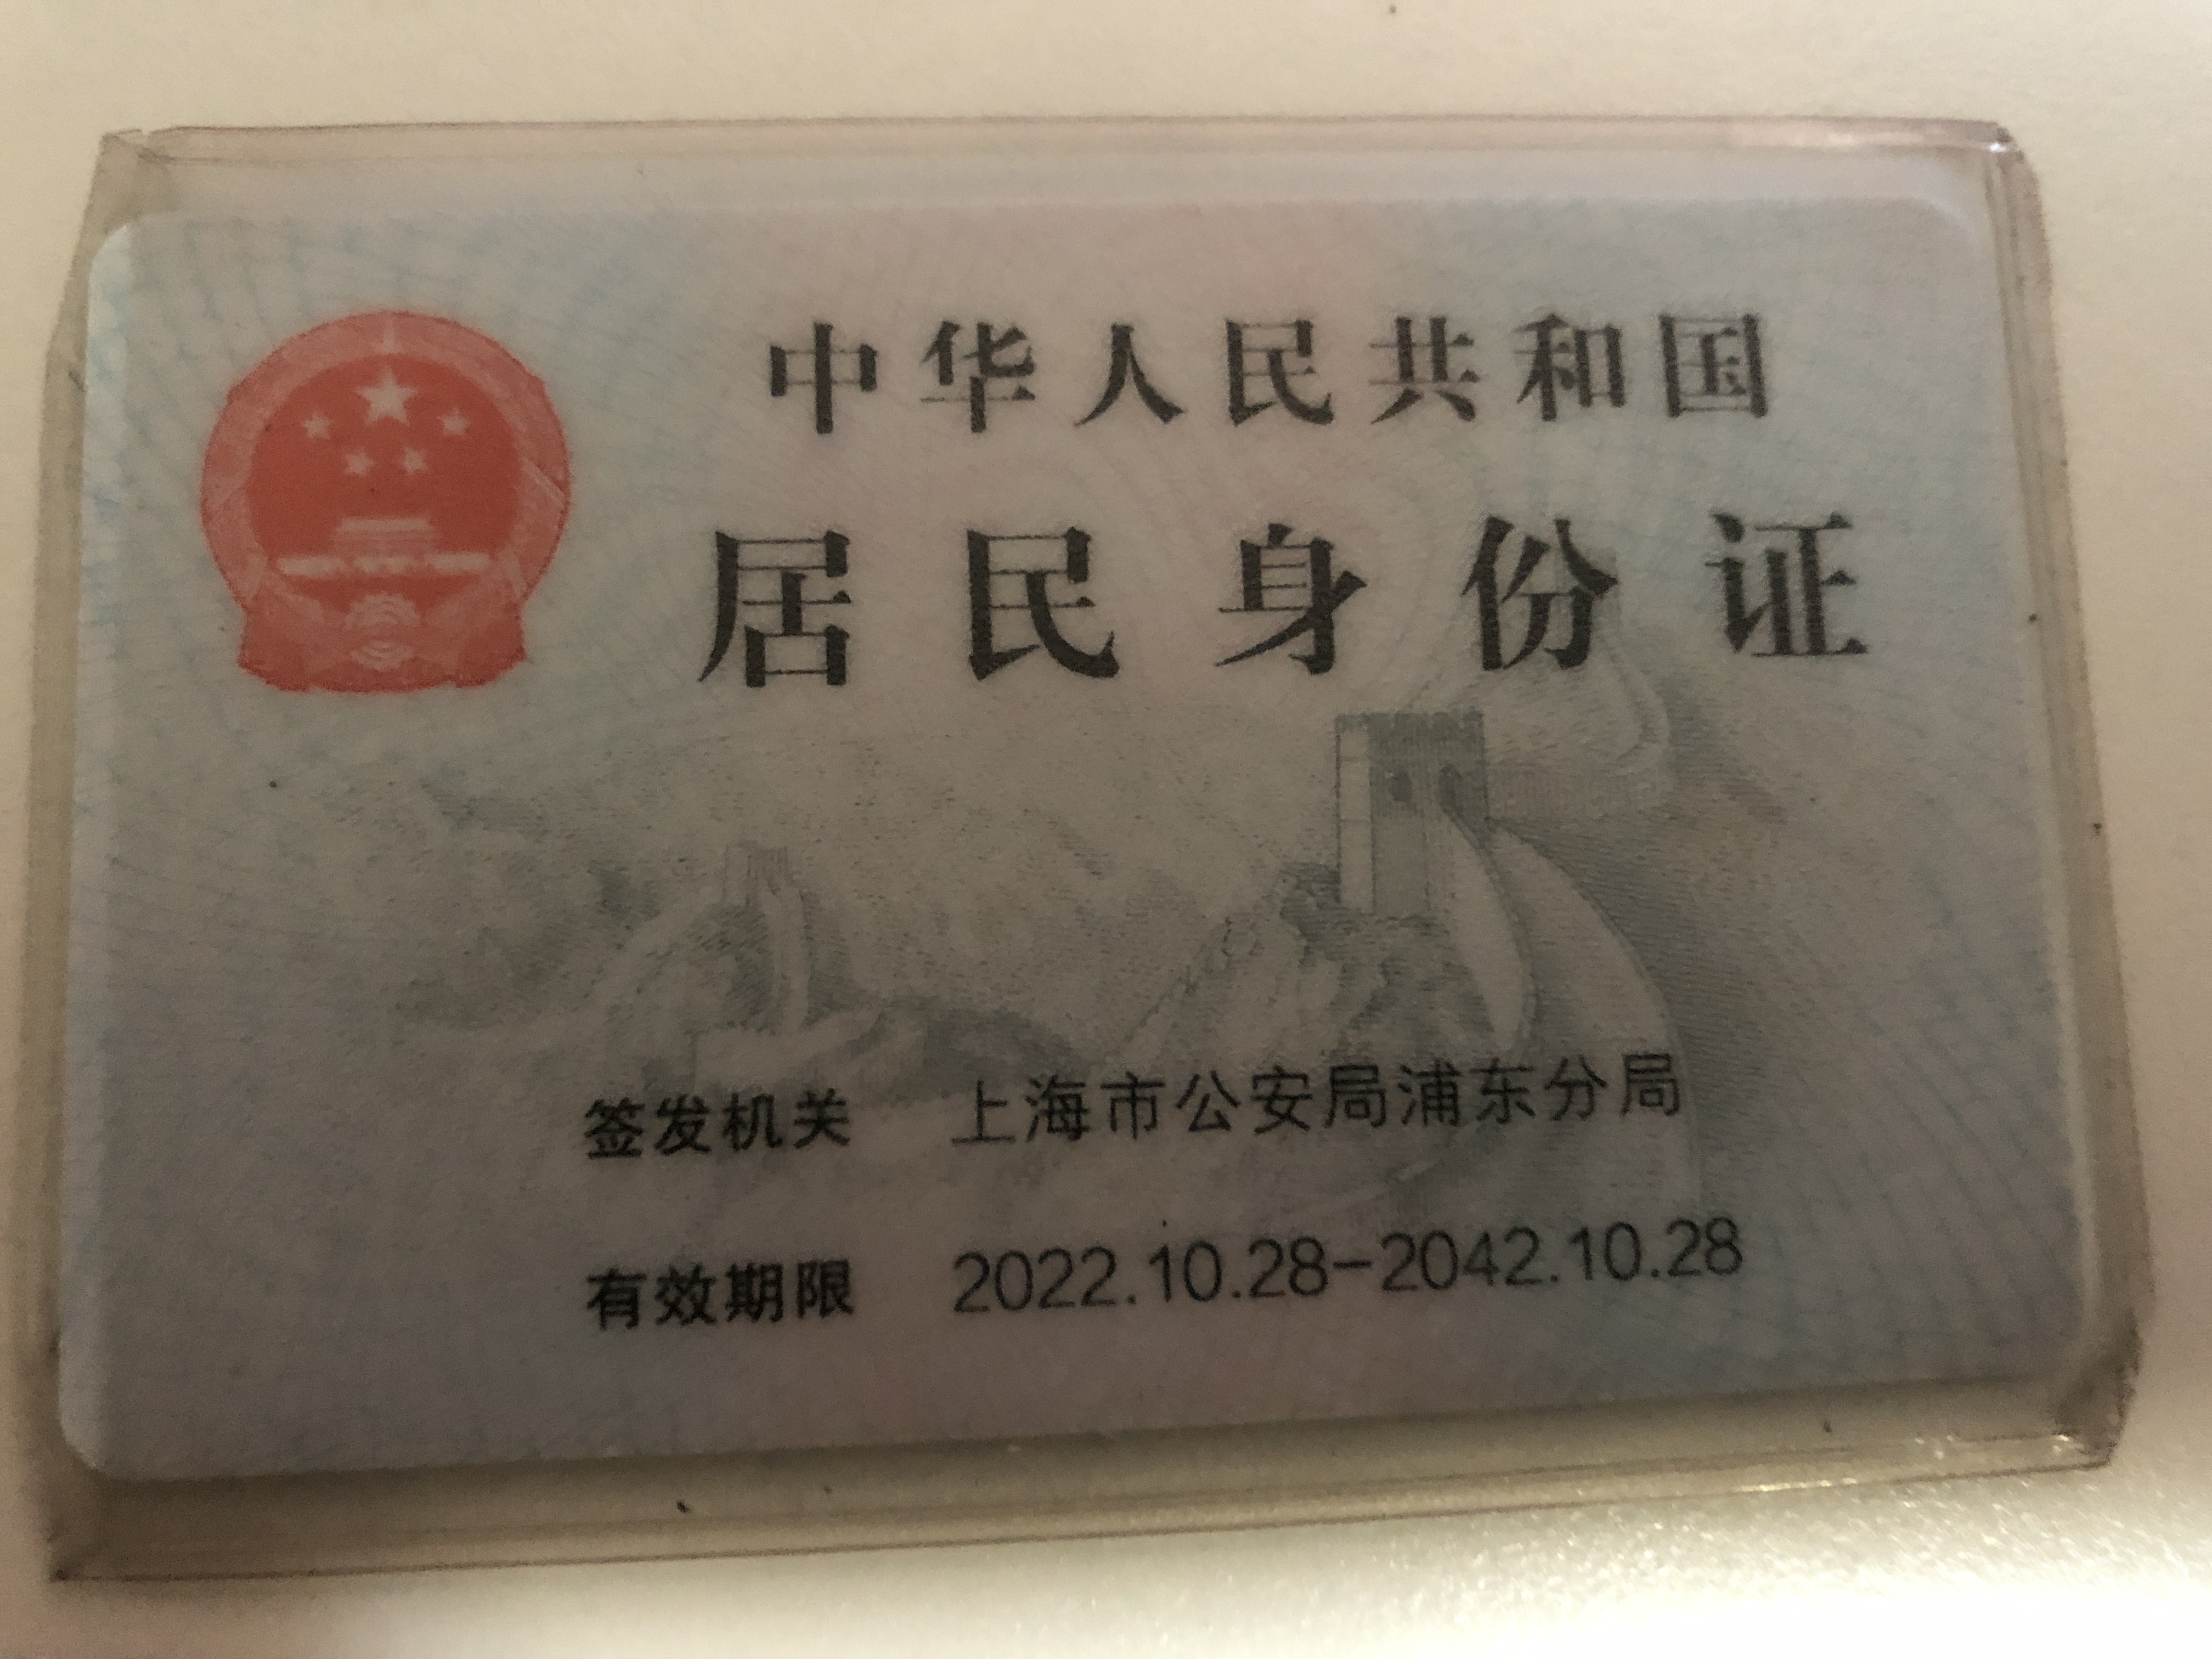 中华人民共和国
居民身份证
签发机关 上海市公安局浦东分局
有效期限 2022.10.28-2042.10.28